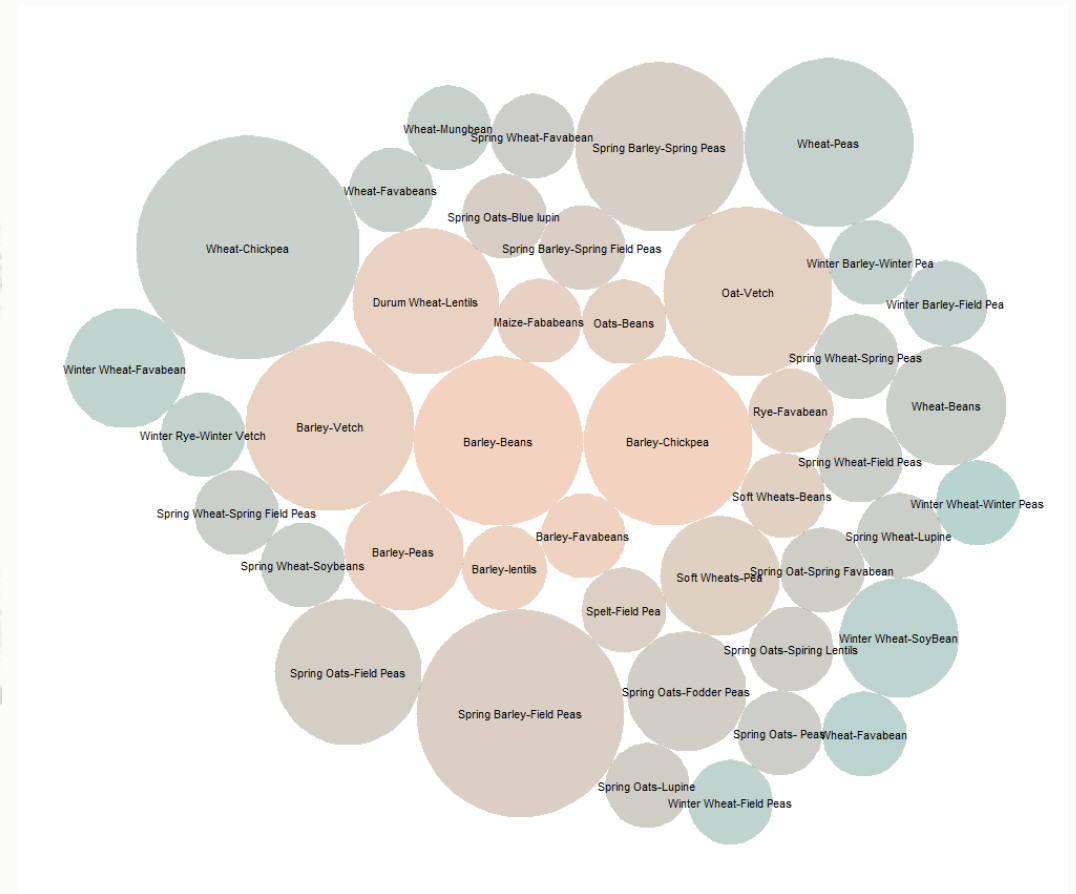 Wheat-Mungbean
Spring Wheat-Favabean
Spring Barley-Spring Peas
Wheat-Peas
Wheat-Favabeans
Spring Oats-Blue lupin
Wheat-Chickpea
Spring Barley-Spring Field Peas
Winter Barley-Winter Pea
Durum Wheat-Lentils
Oat-Vetch
Winter Barley-Field Pea
Maize-Fababeans
Oats-Beans
Spring Wheat-Spring Peas
Winter Wheat-Favabean
Wheat-Beans
Rye-Favabean
Barley-Vetch
Winter Rye-Winter Vetch
Barley-Beans
Barley-Chickpea
Spring Wheat-Field Peas
Soft Wheats-Beans
Winter Wheat-Winter Peas
Spring Wheat-Spring Field Peas
Barley-Favabeans
Spring Wheat-Lupine
Barley-Peas
Spring Wheat-Soybeans
Barley-lentils
Soft Wheats-Pea
Spring Oat-Spring Favabean
Spelt-Field Pea
Winter Wheat-SoyBean
Spring Oats-Spiring Lentils
Spring Oats-Field Peas
Spring Oats-Fodder Peas
Spring Barley-Field Peas
Spring Oats- Peas
Wheat-Favabean
Spring Oats-Lupine
Winter Wheat-Field Peas